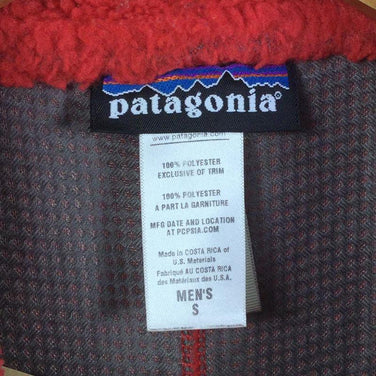 patagonia®
www.patagonia.com
100% POLYESTER
EXCLUSIVE OF TRIM
100% POLYESTER
A PART LA GARNITURE
MFG DATE AND LOCATION
AT PCPSIA.COM
Made in COSTA RICA of
U.S. Materials
Fabriqué AU COSTA RICA
des Matériaux des U.S.A.
MEN'S
S